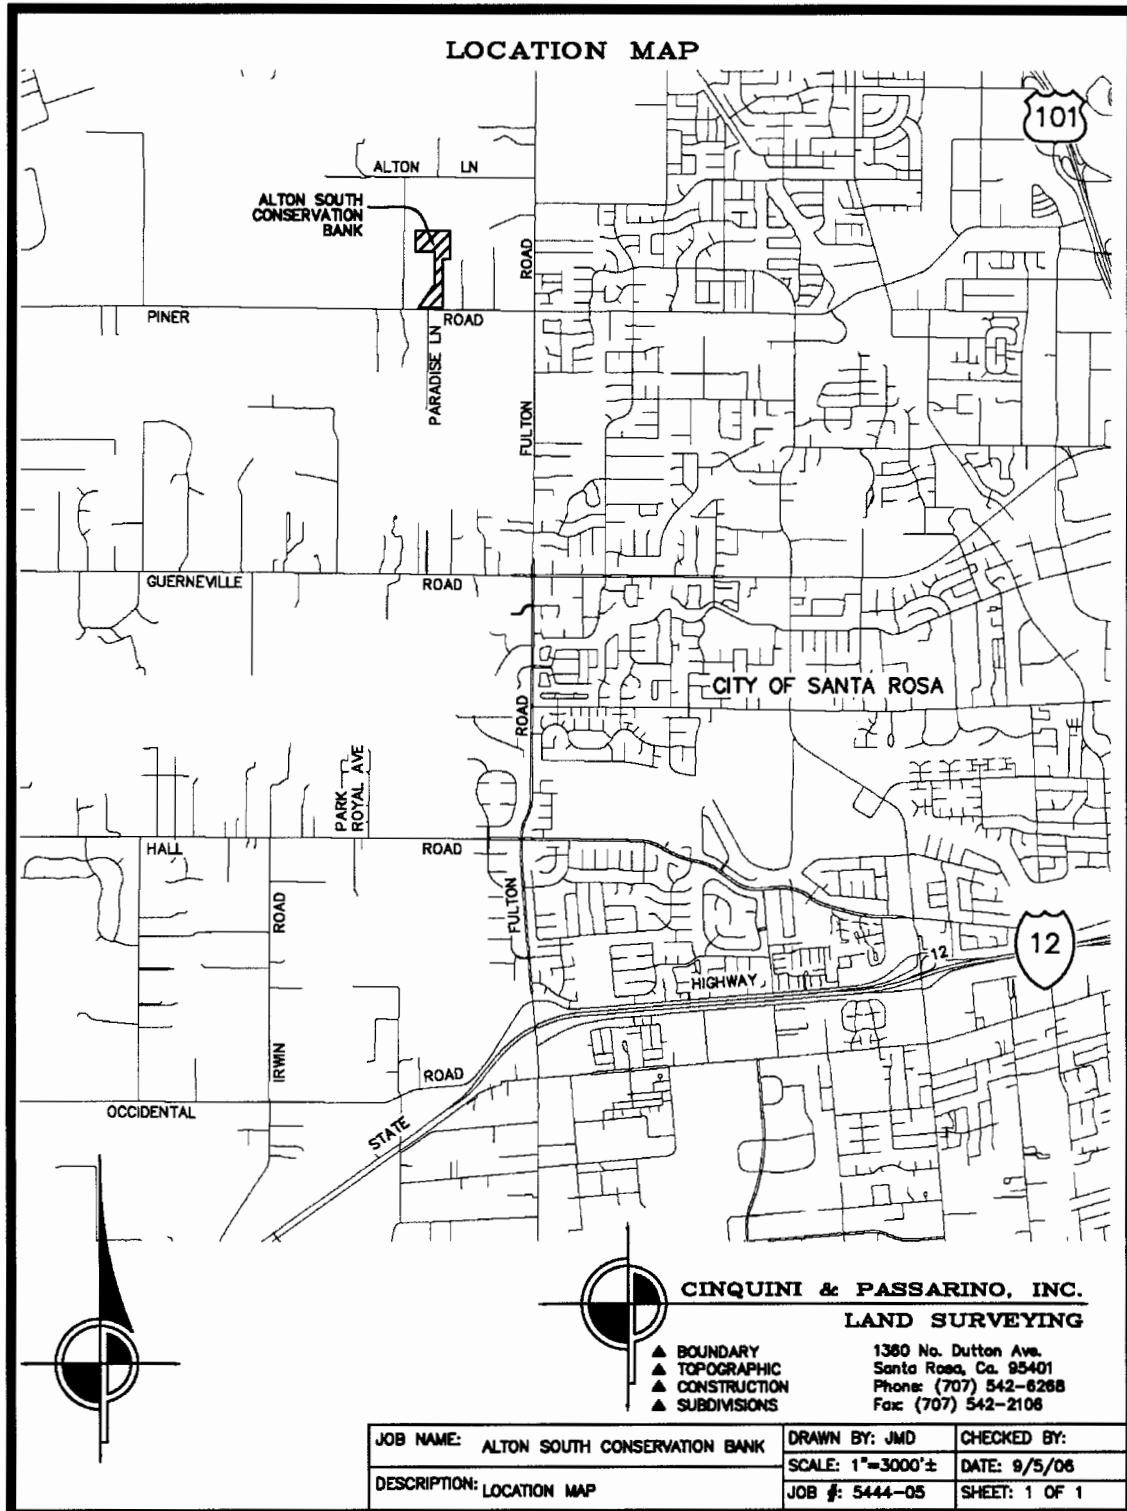 LOCATION MAP
101
ALTON LN
ALTON SOUTH
CONSERVATION
BANK
ROAD
PINER
ROAD
PARADISE LN
FULTON
GUERNEVILLE
ROAD
CITY OF SANTA ROSA
ROAD
PARK
ROYAL AVE
HALL
ROAD
FULTON
ROAD
12
12
HIGHWAY
IRWIN
ROAD
OCCIDENTAL
STATE
CINQUINI & PASSARINO, INC.
LAND SURVEYING
▲ BOUNDARY
▲ TOPOGRAPHIC
▲ CONSTRUCTION
▲ SUBDIVISIONS
1360 No. Dutton Ave.
Santa Rosa, Ca. 95401
Phone: (707) 542-6268
Fax: (707) 542-2106
JOB NAME: ALTON SOUTH CONSERVATION BANK
DRAWN BY: JMD
CHECKED BY:
SCALE: 1"=3000'±
DATE: 9/5/06
DESCRIPTION: LOCATION MAP
JOB #: 5444-05
SHEET: 1 OF 1